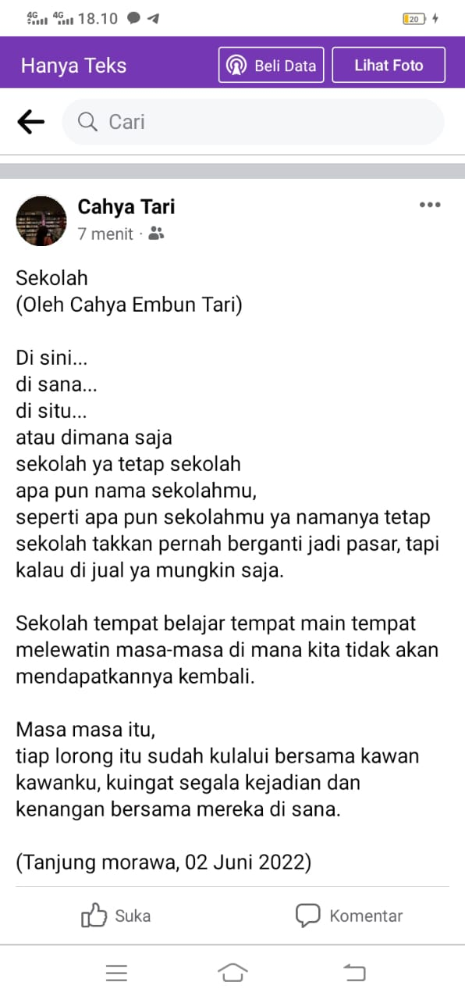 4G 4G 18.10 20
Hanya Teks Beli Data Lihat Foto
Cari
Cahya Tari
7 menit ·
Sekolah
(Oleh Cahya Embun Tari)
Di sini...
di sana...
di situ...
atau dimana saja
sekolah ya tetap sekolah
apa pun nama sekolahmu,
seperti apa pun sekolahmu ya namanya tetap
sekolah takkan pernah berganti jadi pasar, tapi
kalau di jual ya mungkin saja.
Sekolah tempat belajar tempat main tempat
melewatin masa-masa di mana kita tidak akan
mendapatkannya kembali.
Masa masa itu,
tiap lorong itu sudah kulalui bersama kawan
kawanku, kuingat segala kejadian dan
kenangan bersama mereka di sana.
(Tanjung morawa, 02 Juni 2022)
Suka Komentar